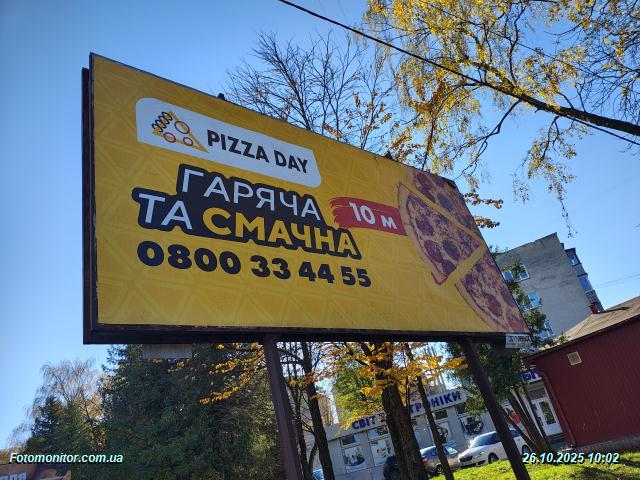 PIZZA DAY
ГАРЯЧА
ТА СМАЧНА
10 м
0800 33 44 55
Fotomonitor.com.ua
26.10.2025 10:02